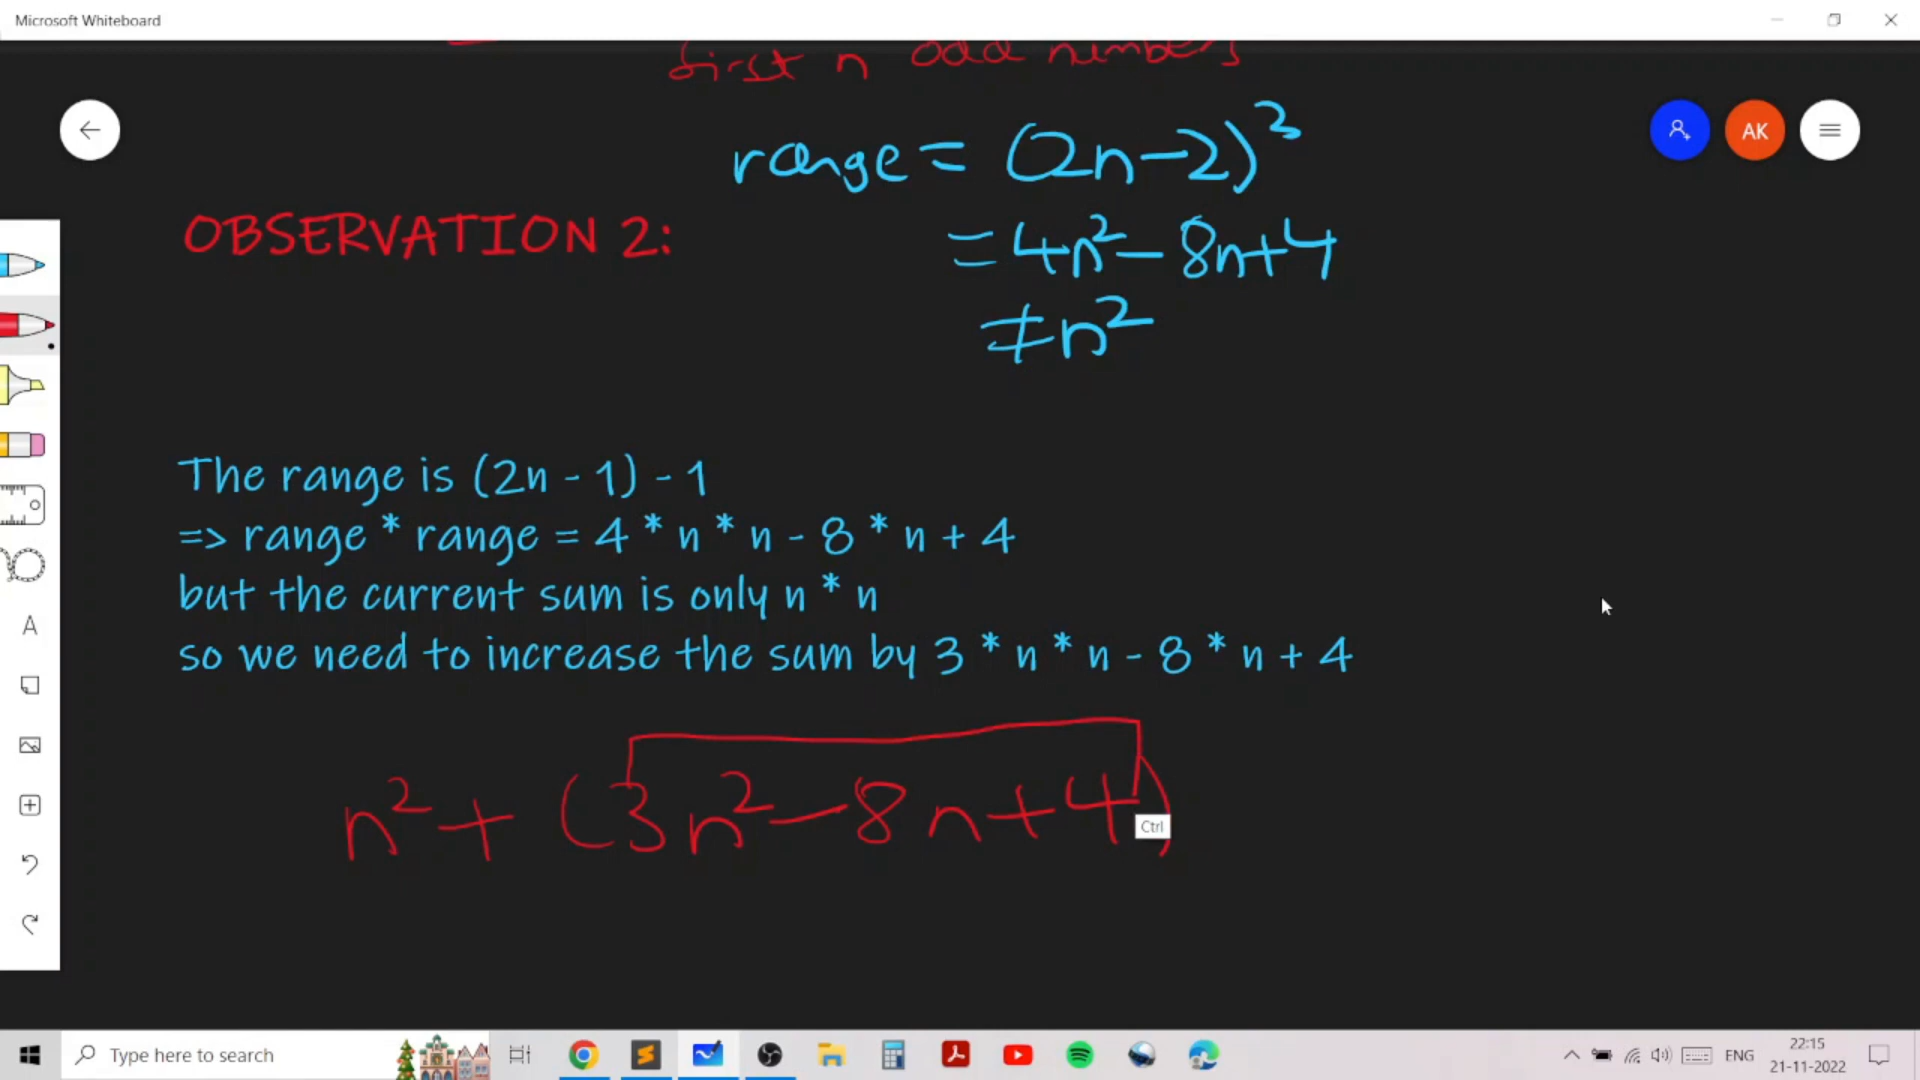 Microsoft Whiteboard
first n odd numbers
range = (2n-2)²
AK
OBSERVATION 2:
= 4n² - 8n+4
≠ n²
The range is (2n - 1) - 1
=> range * range = 4 * n * n - 8 * n + 4
but the current sum is only n * n
so we need to increase the sum by 3 * n * n - 8 * n + 4
n² + (3n² - 8n+4)
Ctrl
Type here to search
ENG
22:15
21-11-2022